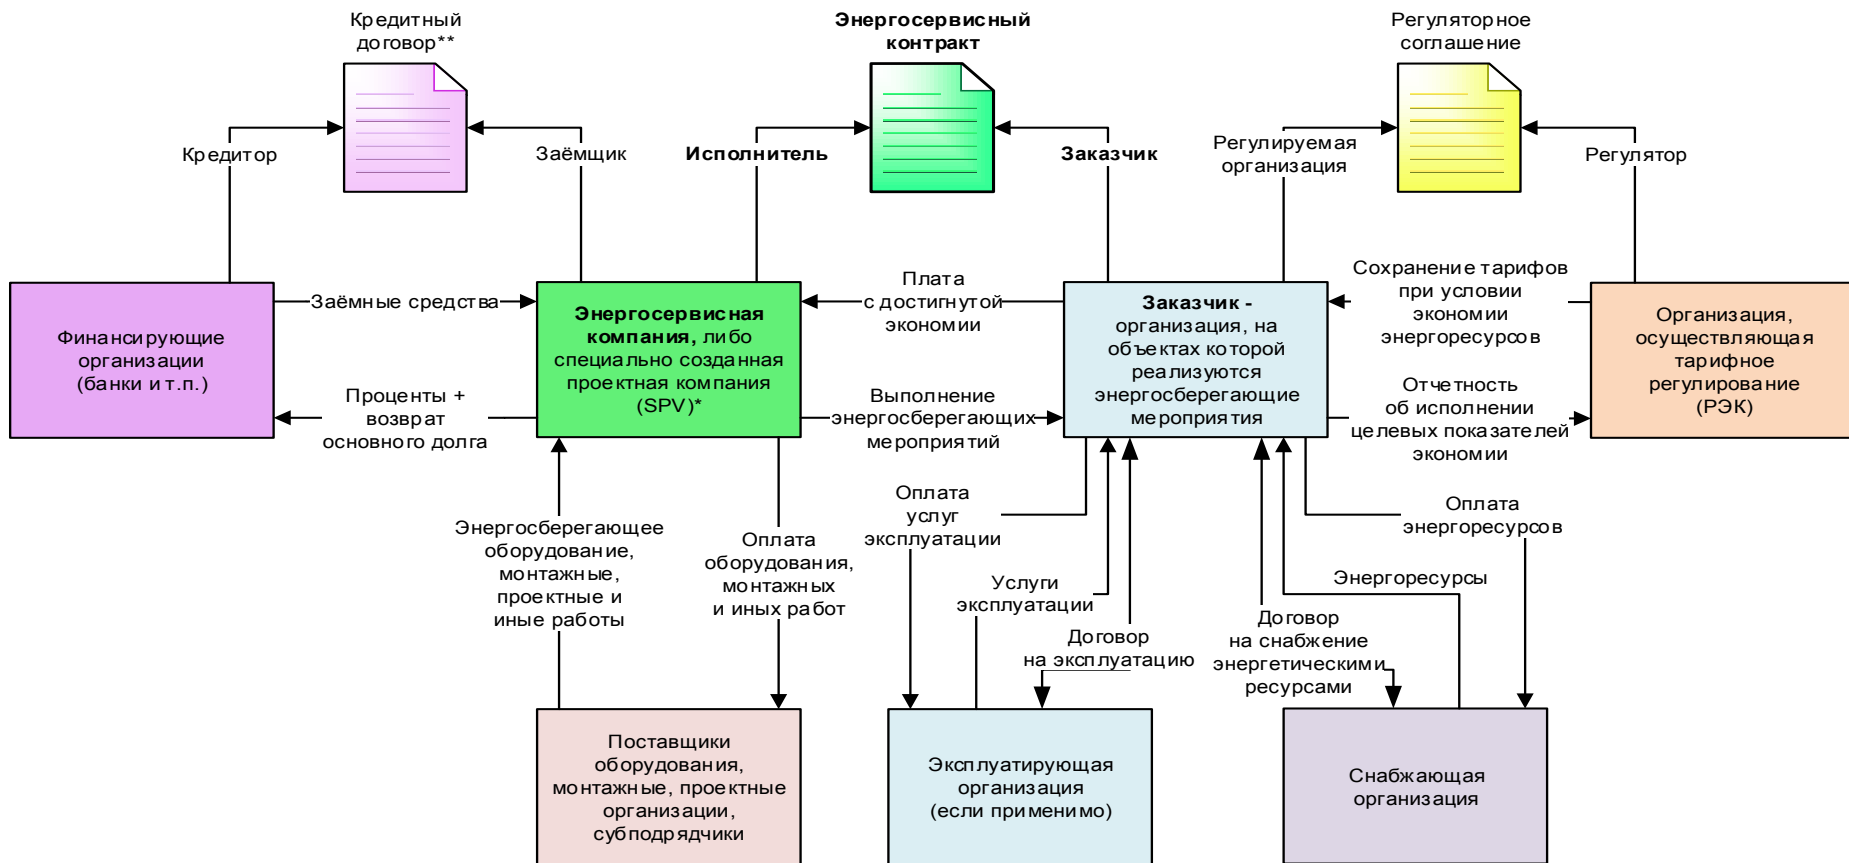 Кредитный
договор**
Энергосервисный
контракт
Регуляторное
соглашение
Кредитор
Заёмщик
Исполнитель
Заказчик
Регулируемая
организация
Регулятор
Финансирующие
организации
(банки и т.п.)
Заёмные средства
Проценты +
возврат
основного долга
Энергосервисная
компания, либо
специально созданная
проектная компания
(SPV)*
Плата
с достигнутой
экономии
Выполнение
энергосберегающих
мероприятий
Заказчик -
организация, на
объектах которой
реализуются
энергосберегающие
мероприятия
Сохранение тарифов
при условии
экономии
энергоресурсов
Отчетность
об исполнении
целевых показателей
экономии
Организация,
осуществляющая
тарифное
регулирование
(РЭК)
Энергосберегающее
оборудование,
монтажные,
проектные и
иные работы
Оплата
оборудования,
монтажных
и иных работ
Оплата
услуг
эксплуатации
Услуги
эксплуатации
Договор
на эксплуатацию
Договор
на снабжение
энергетическими
ресурсами
Энергоресурсы
Оплата
энергоресурсов
Поставщики
оборудования,
монтажные, проектные
организации,
субподрядчики
Эксплуатирующая
организация
(если применимо)
Снабжающая
организация